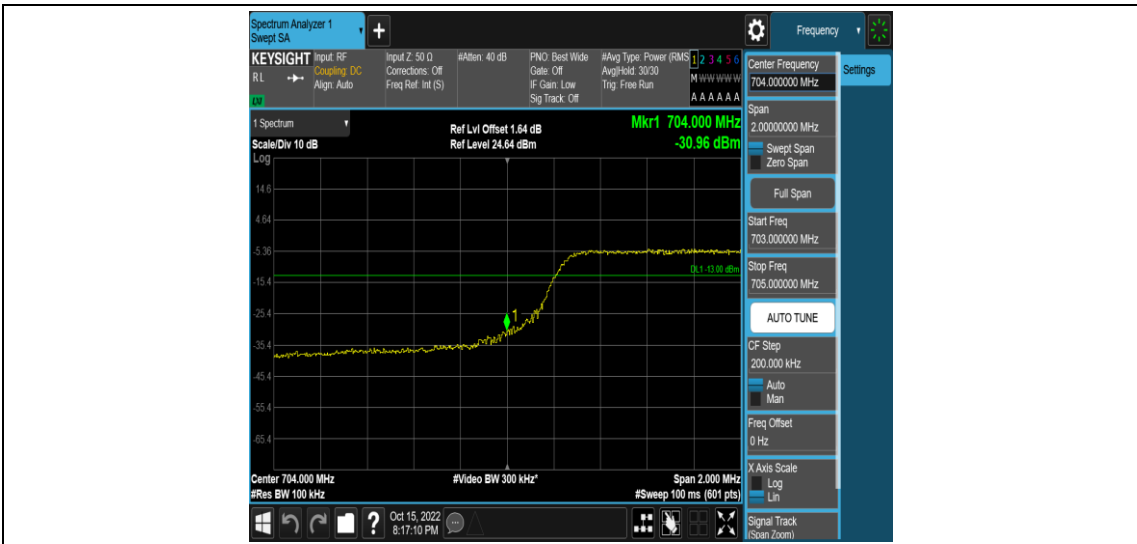 Spectrum Analyzer 1
Swept SA
+
Frequency
KEYSIGHT
R L
LXI
Input: RF
Coupling: DC
Align: Auto
Input Z: 50 Ω
Corrections: Off
Freq Ref: Int (S)
#Atten: 40 dB
PNO: Best Wide
Gate: Off
IF Gain: Low
Sig Track: Off
#Avg Type: Power (RMS
Avg|Hold: 30/30
Trig: Free Run
1 2 3 4 5 6
M W W W W W
A A A A A A
Center Frequency
704.000000 MHz
Settings
1 Spectrum
Scale/Div 10 dB
Log
Ref Lvl Offset 1.64 dB
Ref Level 24.64 dBm
Mkr1 704.000 MHz
-30.96 dBm
14.6
4.64
-5.36
-15.4
-25.4
-35.4
-45.4
-55.4
-65.4
DL1 -13.00 dBm
1
Center 704.000 MHz
#Res BW 100 kHz
#Video BW 300 kHz*
Span 2.000 MHz
#Sweep 100 ms (601 pts)
Span
2.00000000 MHz
Swept Span
Zero Span
Full Span
Start Freq
703.000000 MHz
Stop Freq
705.000000 MHz
AUTO TUNE
CF Step
200.000 kHz
Auto
Man
Freq Offset
0 Hz
X Axis Scale
Log
Lin
Signal Track
(Span Zoom)
?
Oct 15, 2022
8:17:10 PM